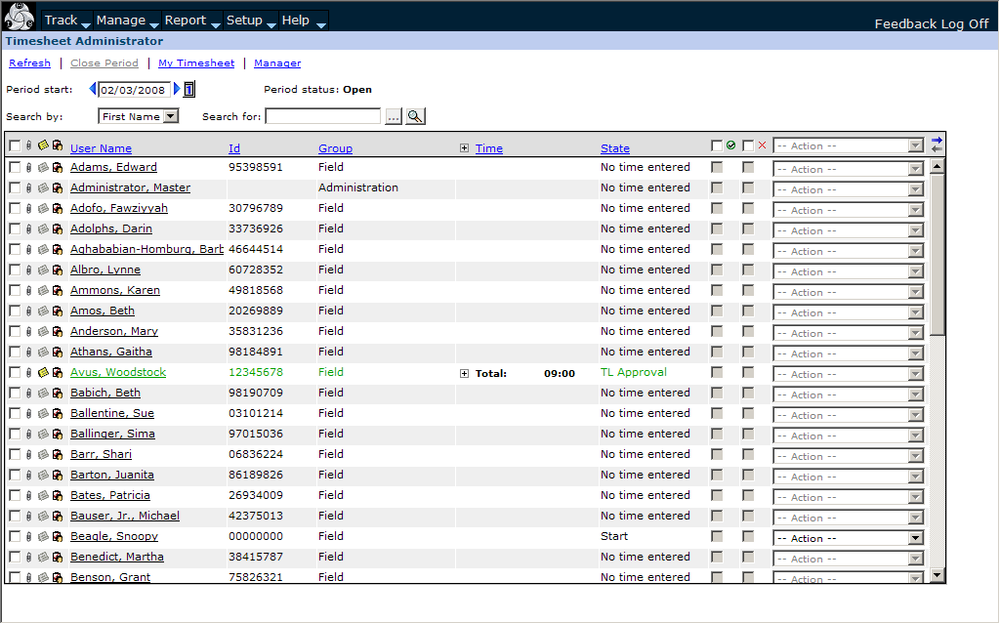 Track Manage Report Setup Help
Feedback Log Off
Timesheet Administrator
Refresh | Close Period | My Timesheet | Manager
Period start: 02/03/2008 1 Period status: Open
Search by: First Name Search for: ...
User Name Id Group Time State -- Action --
Adams, Edward 95398591 Field No time entered -- Action --
Administrator, Master Administration No time entered -- Action --
Adofo, Fawziyyah 30796789 Field No time entered -- Action --
Adolphs, Darin 33736926 Field No time entered -- Action --
Aghababian-Homburg, Barb 46644514 Field No time entered -- Action --
Albro, Lynne 60728352 Field No time entered -- Action --
Ammons, Karen 49818568 Field No time entered -- Action --
Amos, Beth 20269889 Field No time entered -- Action --
Anderson, Mary 35831236 Field No time entered -- Action --
Athans, Gaitha 98184891 Field No time entered -- Action --
Avus, Woodstock 12345678 Field Total: 09:00 TL Approval -- Action --
Babich, Beth 98190709 Field No time entered -- Action --
Ballentine, Sue 03101214 Field No time entered -- Action --
Ballinger, Sima 97015036 Field No time entered -- Action --
Barr, Shari 06836224 Field No time entered -- Action --
Barton, Juanita 86189826 Field No time entered -- Action --
Bates, Patricia 26934009 Field No time entered -- Action --
Bauser, Jr., Michael 42375013 Field No time entered -- Action --
Beagle, Snoopy 00000000 Field Start -- Action --
Benedict, Martha 38415787 Field No time entered -- Action --
Benson, Grant 75826321 Field No time entered -- Action --